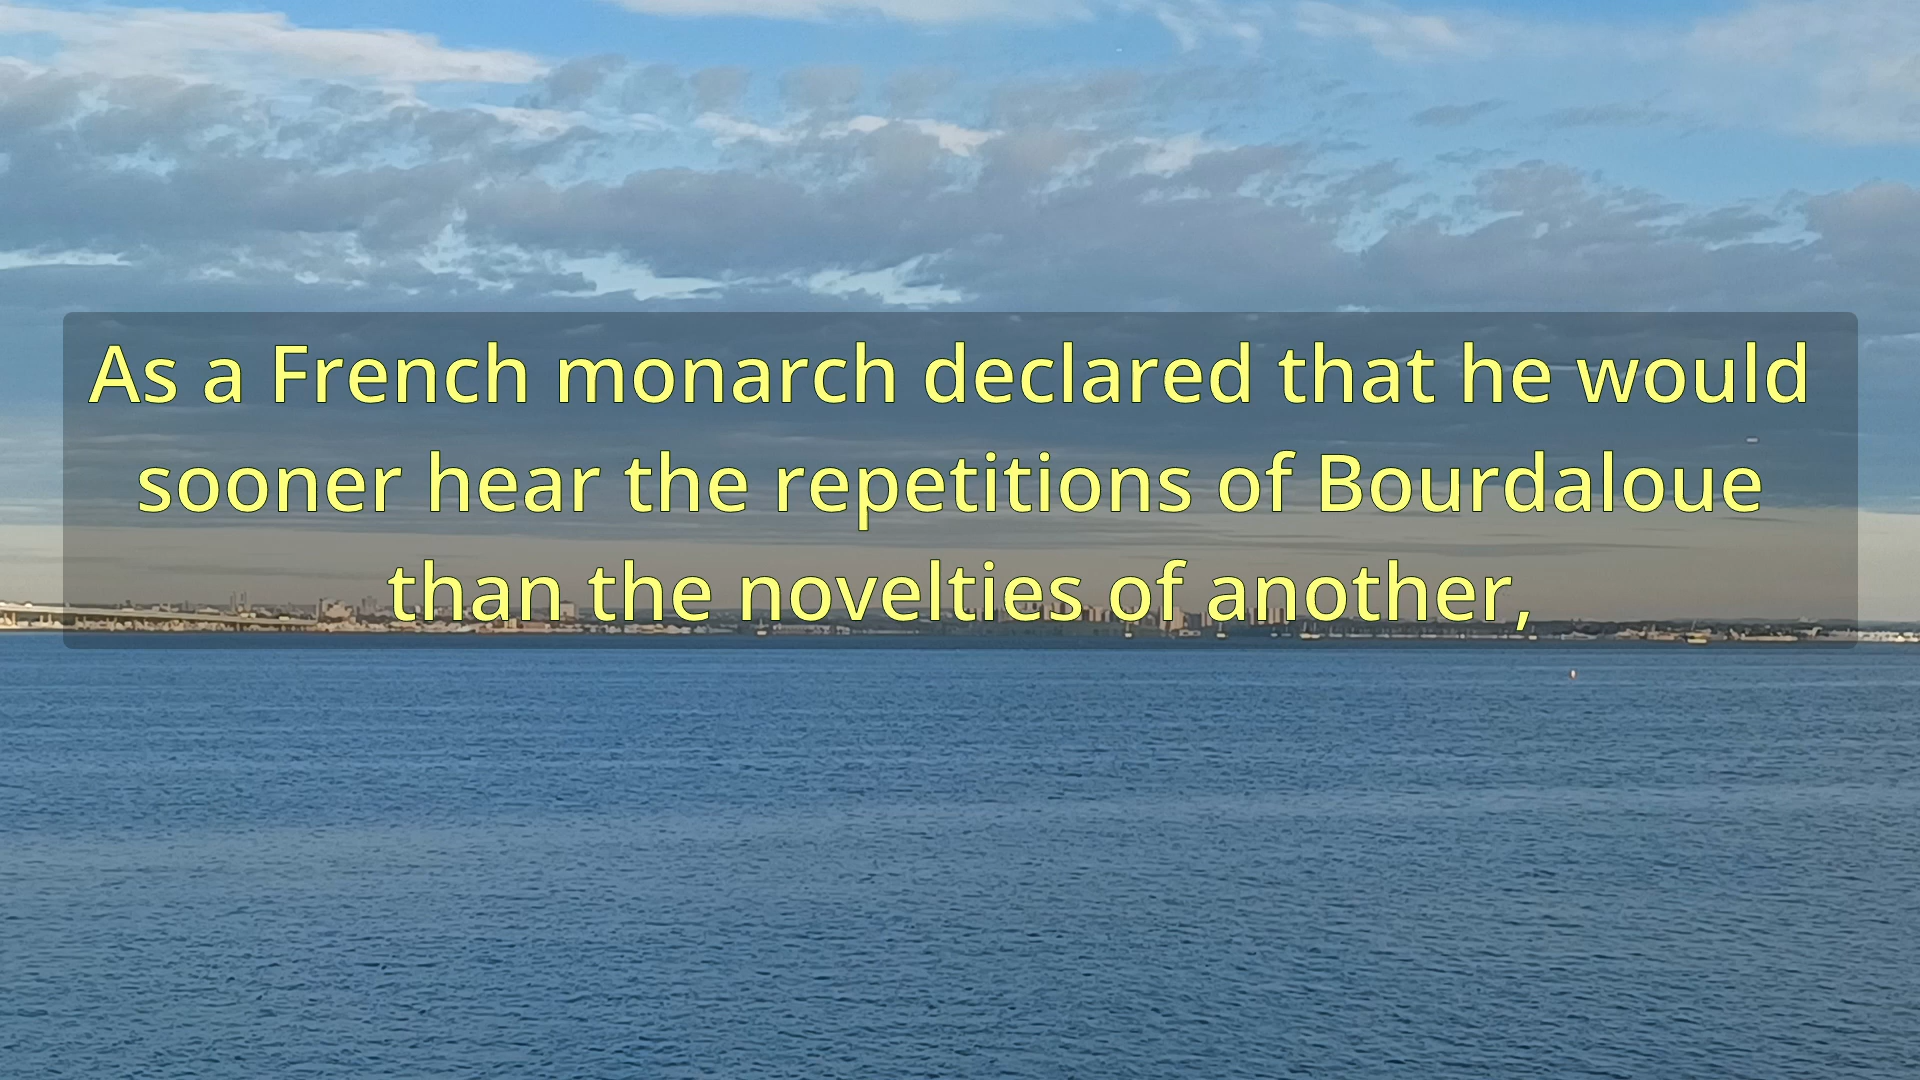 As a French monarch declared that he would
sooner hear the repetitions of Bourdaloue
than the novelties of another,